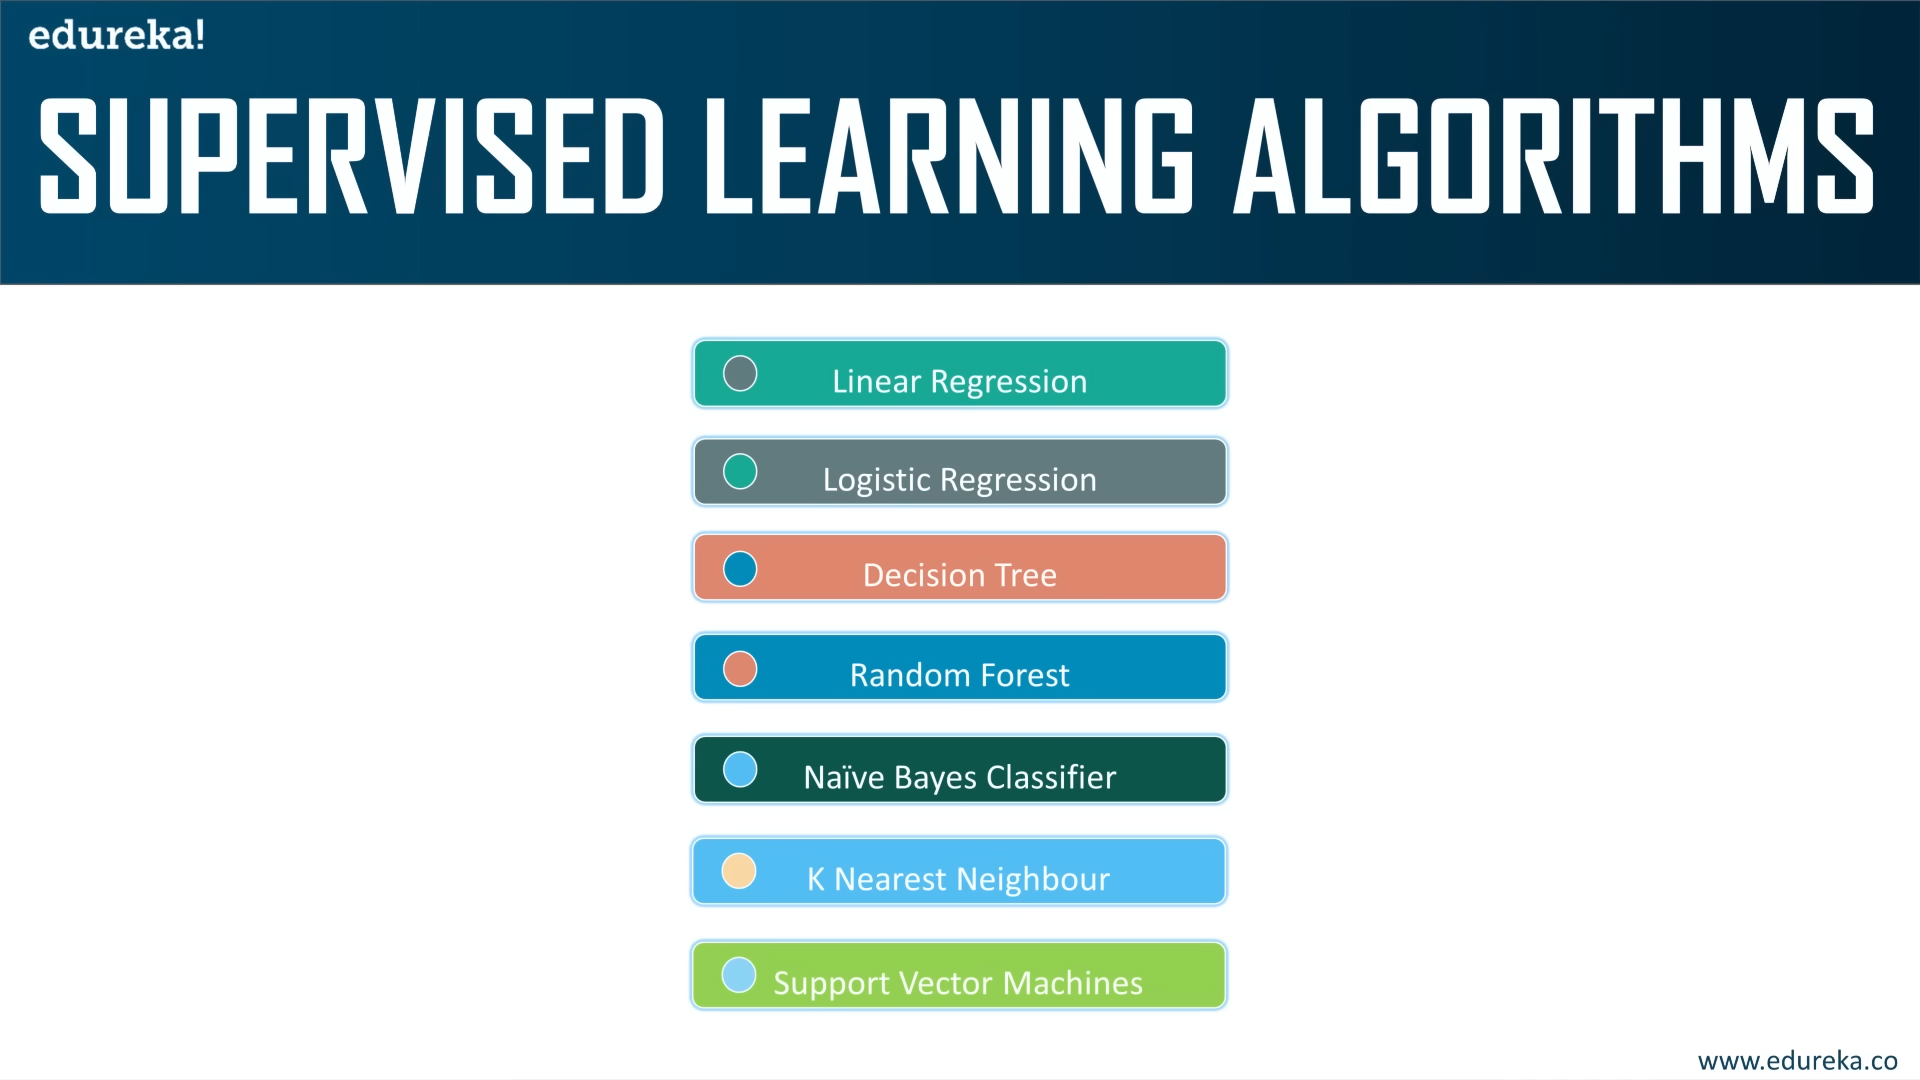 edureka!
SUPERVISED LEARNING ALGORITHMS
Linear Regression
Logistic Regression
Decision Tree
Random Forest
Naïve Bayes Classifier
K Nearest Neighbour
Support Vector Machines
www.edureka.co